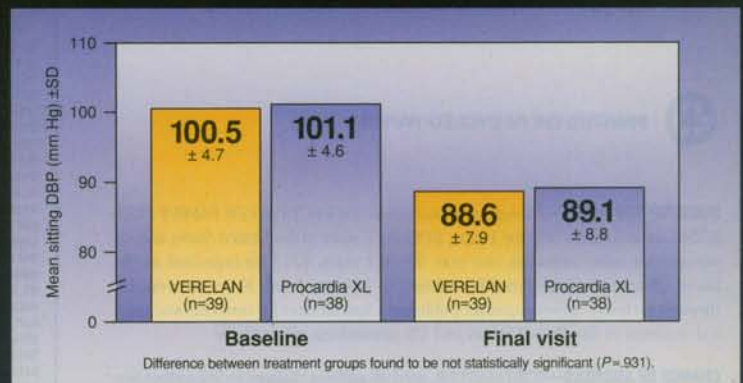 Mean sitting DBP (mm Hg) ±SD
110
100
90
80
0
100.5
± 4.7
VERELAN
(n=39)
101.1
± 4.6
Procardia XL
(n=38)
88.6
± 7.9
VERELAN
(n=39)
89.1
± 8.8
Procardia XL
(n=38)
Baseline
Final visit
Difference between treatment groups found to be not statistically significant (P=.931).